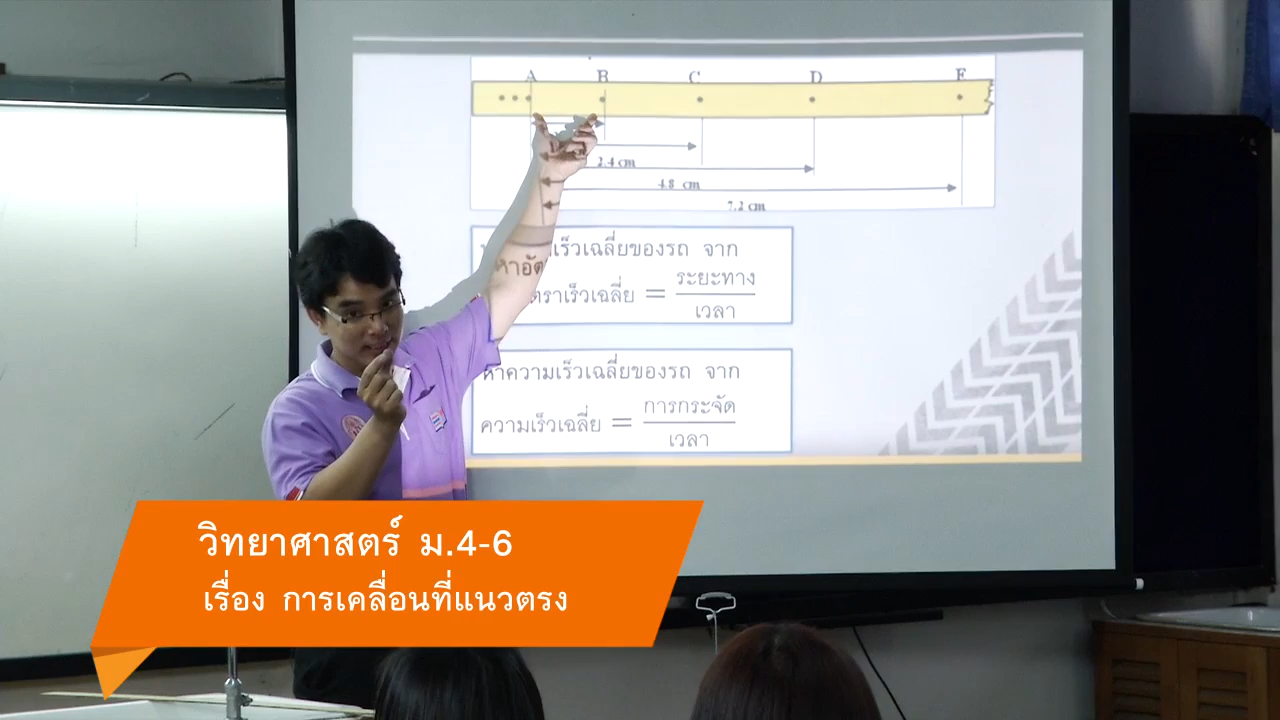 A B C D E
2.4 cm
4.8 cm
7.2 cm
เร็วเฉลี่ยของรถ จาก
หาอัต
ตราเร็วเฉลี่ย = ระยะทาง
เวลา
หาความเร็วเฉลี่ยของรถ จาก
ความเร็วเฉลี่ย = การกระจัด
เวลา
วิทยาศาสตร์ ม.4-6
เรื่อง การเคลื่อนที่แนวตรง